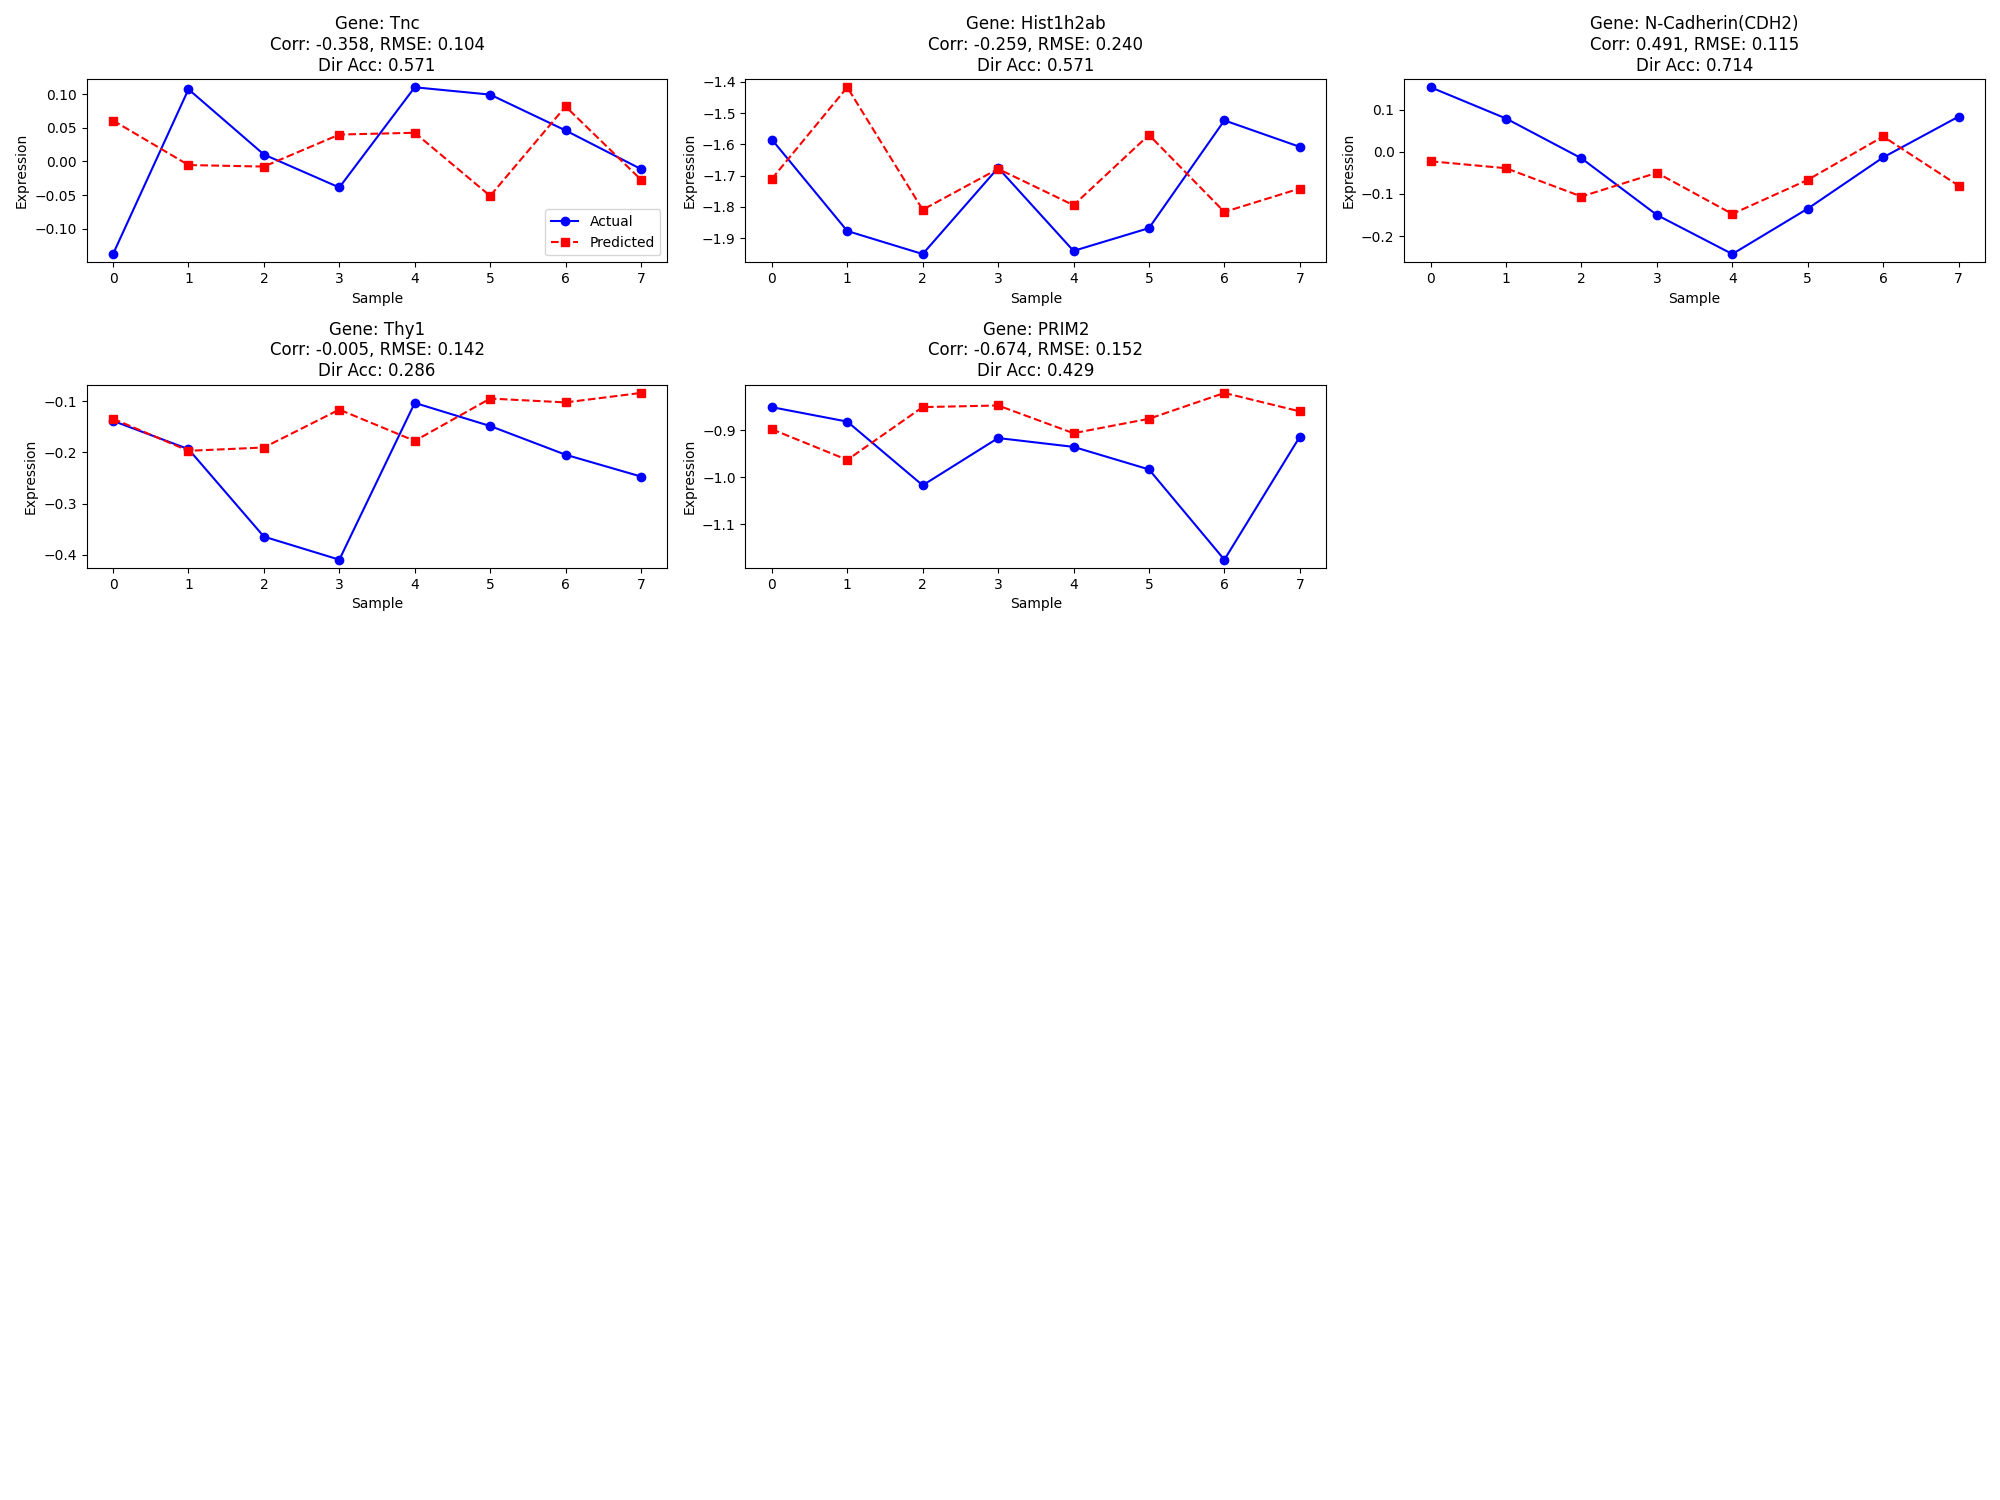 Gene: Tnc
Corr: -0.358, RMSE: 0.104
Dir Acc: 0.571
0.10
0.05
0.00
−0.05
−0.10
Expression
Actual
Predicted
0 1 2 3 4 5 6 7
Sample
Gene: Hist1h2ab
Corr: -0.259, RMSE: 0.240
Dir Acc: 0.571
−1.4
−1.5
−1.6
−1.7
−1.8
−1.9
Expression
0 1 2 3 4 5 6 7
Sample
Gene: N-Cadherin(CDH2)
Corr: 0.491, RMSE: 0.115
Dir Acc: 0.714
0.1
0.0
−0.1
−0.2
Expression
0 1 2 3 4 5 6 7
Sample
Gene: Thy1
Corr: -0.005, RMSE: 0.142
Dir Acc: 0.286
−0.1
−0.2
−0.3
−0.4
Expression
0 1 2 3 4 5 6 7
Sample
Gene: PRIM2
Corr: -0.674, RMSE: 0.152
Dir Acc: 0.429
−0.9
−1.0
−1.1
Expression
0 1 2 3 4 5 6 7
Sample